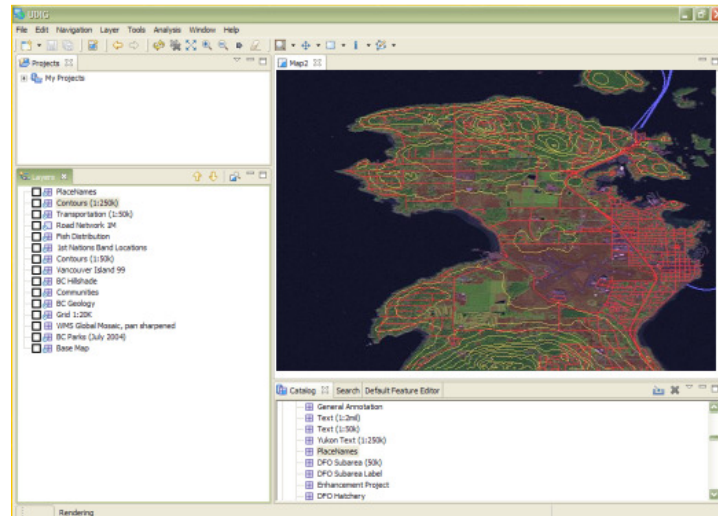 UDIG
File Edit Navigation Layer Tools Analysis Window Help
Projects
My Projects
Map2
Layers
PlaceNames
Contours (1:250k)
Transportation (1:50k)
Road Network 1M
Fish Distribution
1st Nations Band Locations
Contours (1:50k)
Vancouver Island 99
BC Hillshade
Communities
BC Geology
Grid 1:20K
WMS Global Mosaic, pan sharpened
BC Parks (July 2004)
Base Map
Catalog Search Default Feature Editor
General Annotation
Text (1:2mil)
Text (1:50k)
Yukon Text (1:250k)
PlaceNames
DFO Subarea (50k)
DFO Subarea Label
Enhancement Project
DFO Hatchery
Rendering